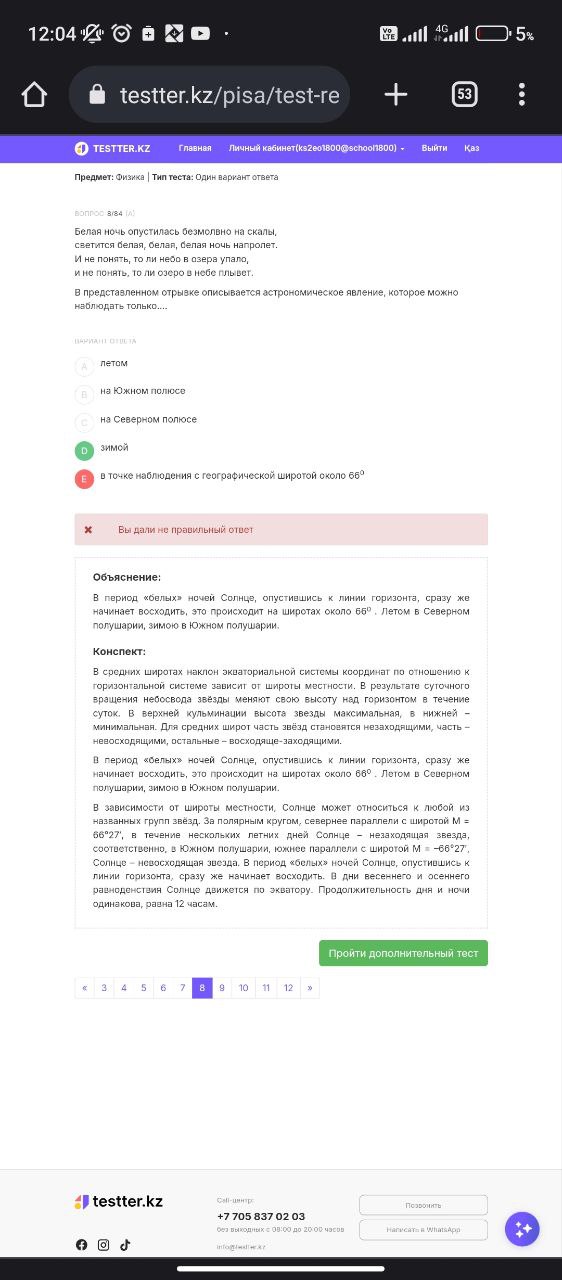 12:04
Vo LTE
4G
5%
testter.kz/pisa/test-re
53
TESTTER.KZ Главная Личный кабинет(ks2eo1800@school1800) Выйти Қаз
Предмет: Физика | Тип теста: Один вариант ответа
ВОПРОС 8/84 (A)
Белая ночь опустилась безмолвно на скалы,
светится белая, белая, белая ночь напролет.
И не понять, то ли небо в озера упало,
и не понять, то ли озеро в небе плывет.
В представленном отрывке описывается астрономическое явление, которое можно
наблюдать только....
ВАРИАНТ ОТВЕТА
A летом
B на Южном полюсе
C на Северном полюсе
D зимой
E в точке наблюдения с географической широтой около 66⁰
Вы дали не правильный ответ
Объяснение:
В период «белых» ночей Солнце, опустившись к линии горизонта, сразу же
начинает восходить, это происходит на широтах около 66⁰ . Летом в Северном
полушарии, зимою в Южном полушарии.
Конспект:
В средних широтах наклон экваториальной системы координат по отношению к
горизонтальной системе зависит от широты местности. В результате суточного
вращения небосвода звёзды меняют свою высоту над горизонтом в течение
суток. В верхней кульминации высота звезды максимальная, в нижней –
минимальная. Для средних широт часть звёзд становятся незаходящими, часть –
невосходящими, остальные – восходяще-заходящими.
В период «белых» ночей Солнце, опустившись к линии горизонта, сразу же
начинает восходить, это происходит на широтах около 66⁰ . Летом в Северном
полушарии, зимою в Южном полушарии.
В зависимости от широты местности, Солнце может относиться к любой из
названных групп звёзд. За полярным кругом, севернее параллели с широтой M =
66°27′, в течение нескольких летних дней Солнце – незаходящая звезда,
соответственно, в Южном полушарии, южнее параллели с широтой M = –66°27′,
Солнце – невосходящая звезда. В период «белых» ночей Солнце, опустившись к
линии горизонта, сразу же начинает восходить. В дни весеннего и осеннего
равноденствия Солнце движется по экватору. Продолжительность дня и ночи
одинакова, равна 12 часам.
Пройти дополнительный тест
« 3 4 5 6 7 8 9 10 11 12 »
testter.kz
Call-центр:
+7 705 837 02 03
без выходных с 08:00 до 20:00 часов
info@testter.kz
Позвонить
Написать в WhatsApp